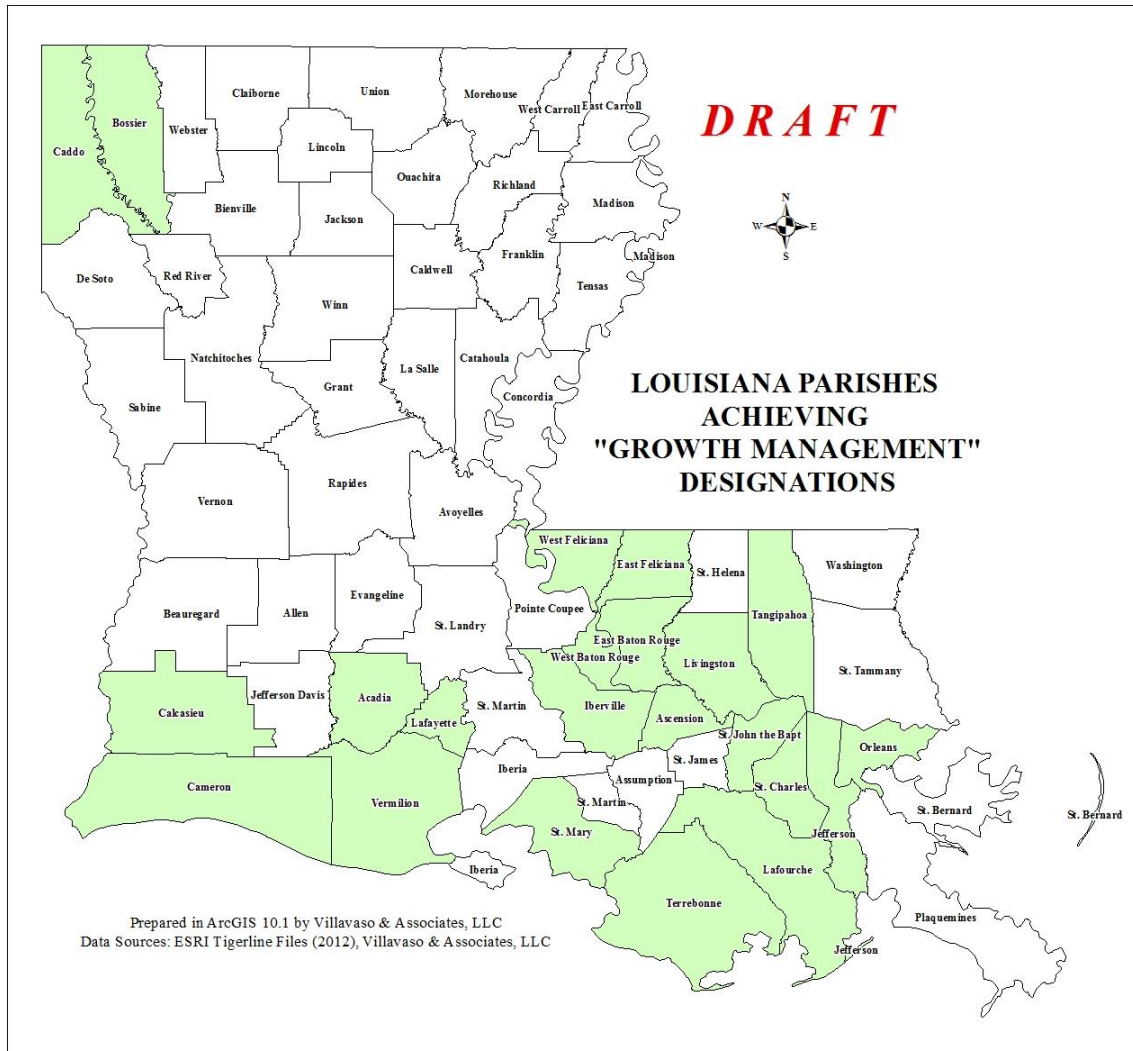 Claiborne
Union
Morehouse
West Carroll
East Carroll
D R A F T
Bossier
Webster
Caddo
Lincoln
Ouachita
Richland
Madison
N
W
E
S
Bienville
Jackson
De Soto
Red River
Caldwell
Franklin
Madison
Tensas
Winn
Natchitoches
Grant
La Salle
Catahoula
Concordia
Sabine
LOUISIANA PARISHES
ACHIEVING
"GROWTH MANAGEMENT"
DESIGNATIONS
Vernon
Rapides
Avoyelles
West Feliciana
East Feliciana
St. Helena
Washington
Tangipahoa
Beauregard
Allen
Evangeline
St. Landry
Pointe Coupee
East Baton Rouge
West Baton Rouge
Livingston
St. Tammany
Calcasieu
Jefferson Davis
Acadia
Lafayette
St. Martin
Iberville
Ascension
St. John the Bapt
Orleans
Cameron
Vermilion
Iberia
Assumption
St. James
St. Charles
St. Martin
St. Mary
Jefferson
St. Bernard
St. Bernard
Iberia
Terrebonne
Lafourche
Plaquemines
Jefferson
Prepared in ArcGIS 10.1 by Villavaso & Associates, LLC
Data Sources: ESRI Tigerline Files (2012), Villavaso & Associates, LLC